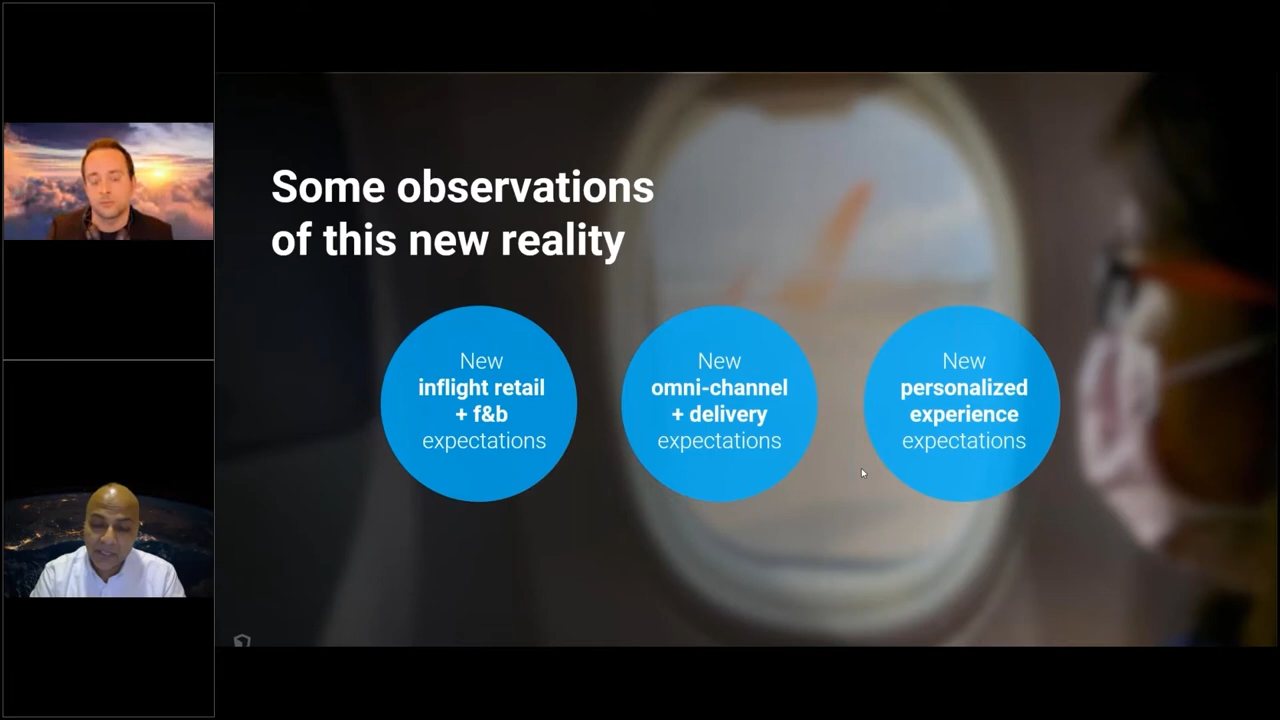 Some observations
of this new reality
New
inflight retail
+ f&b
expectations
New
omni-channel
+ delivery
expectations
New
personalized
experience
expectations